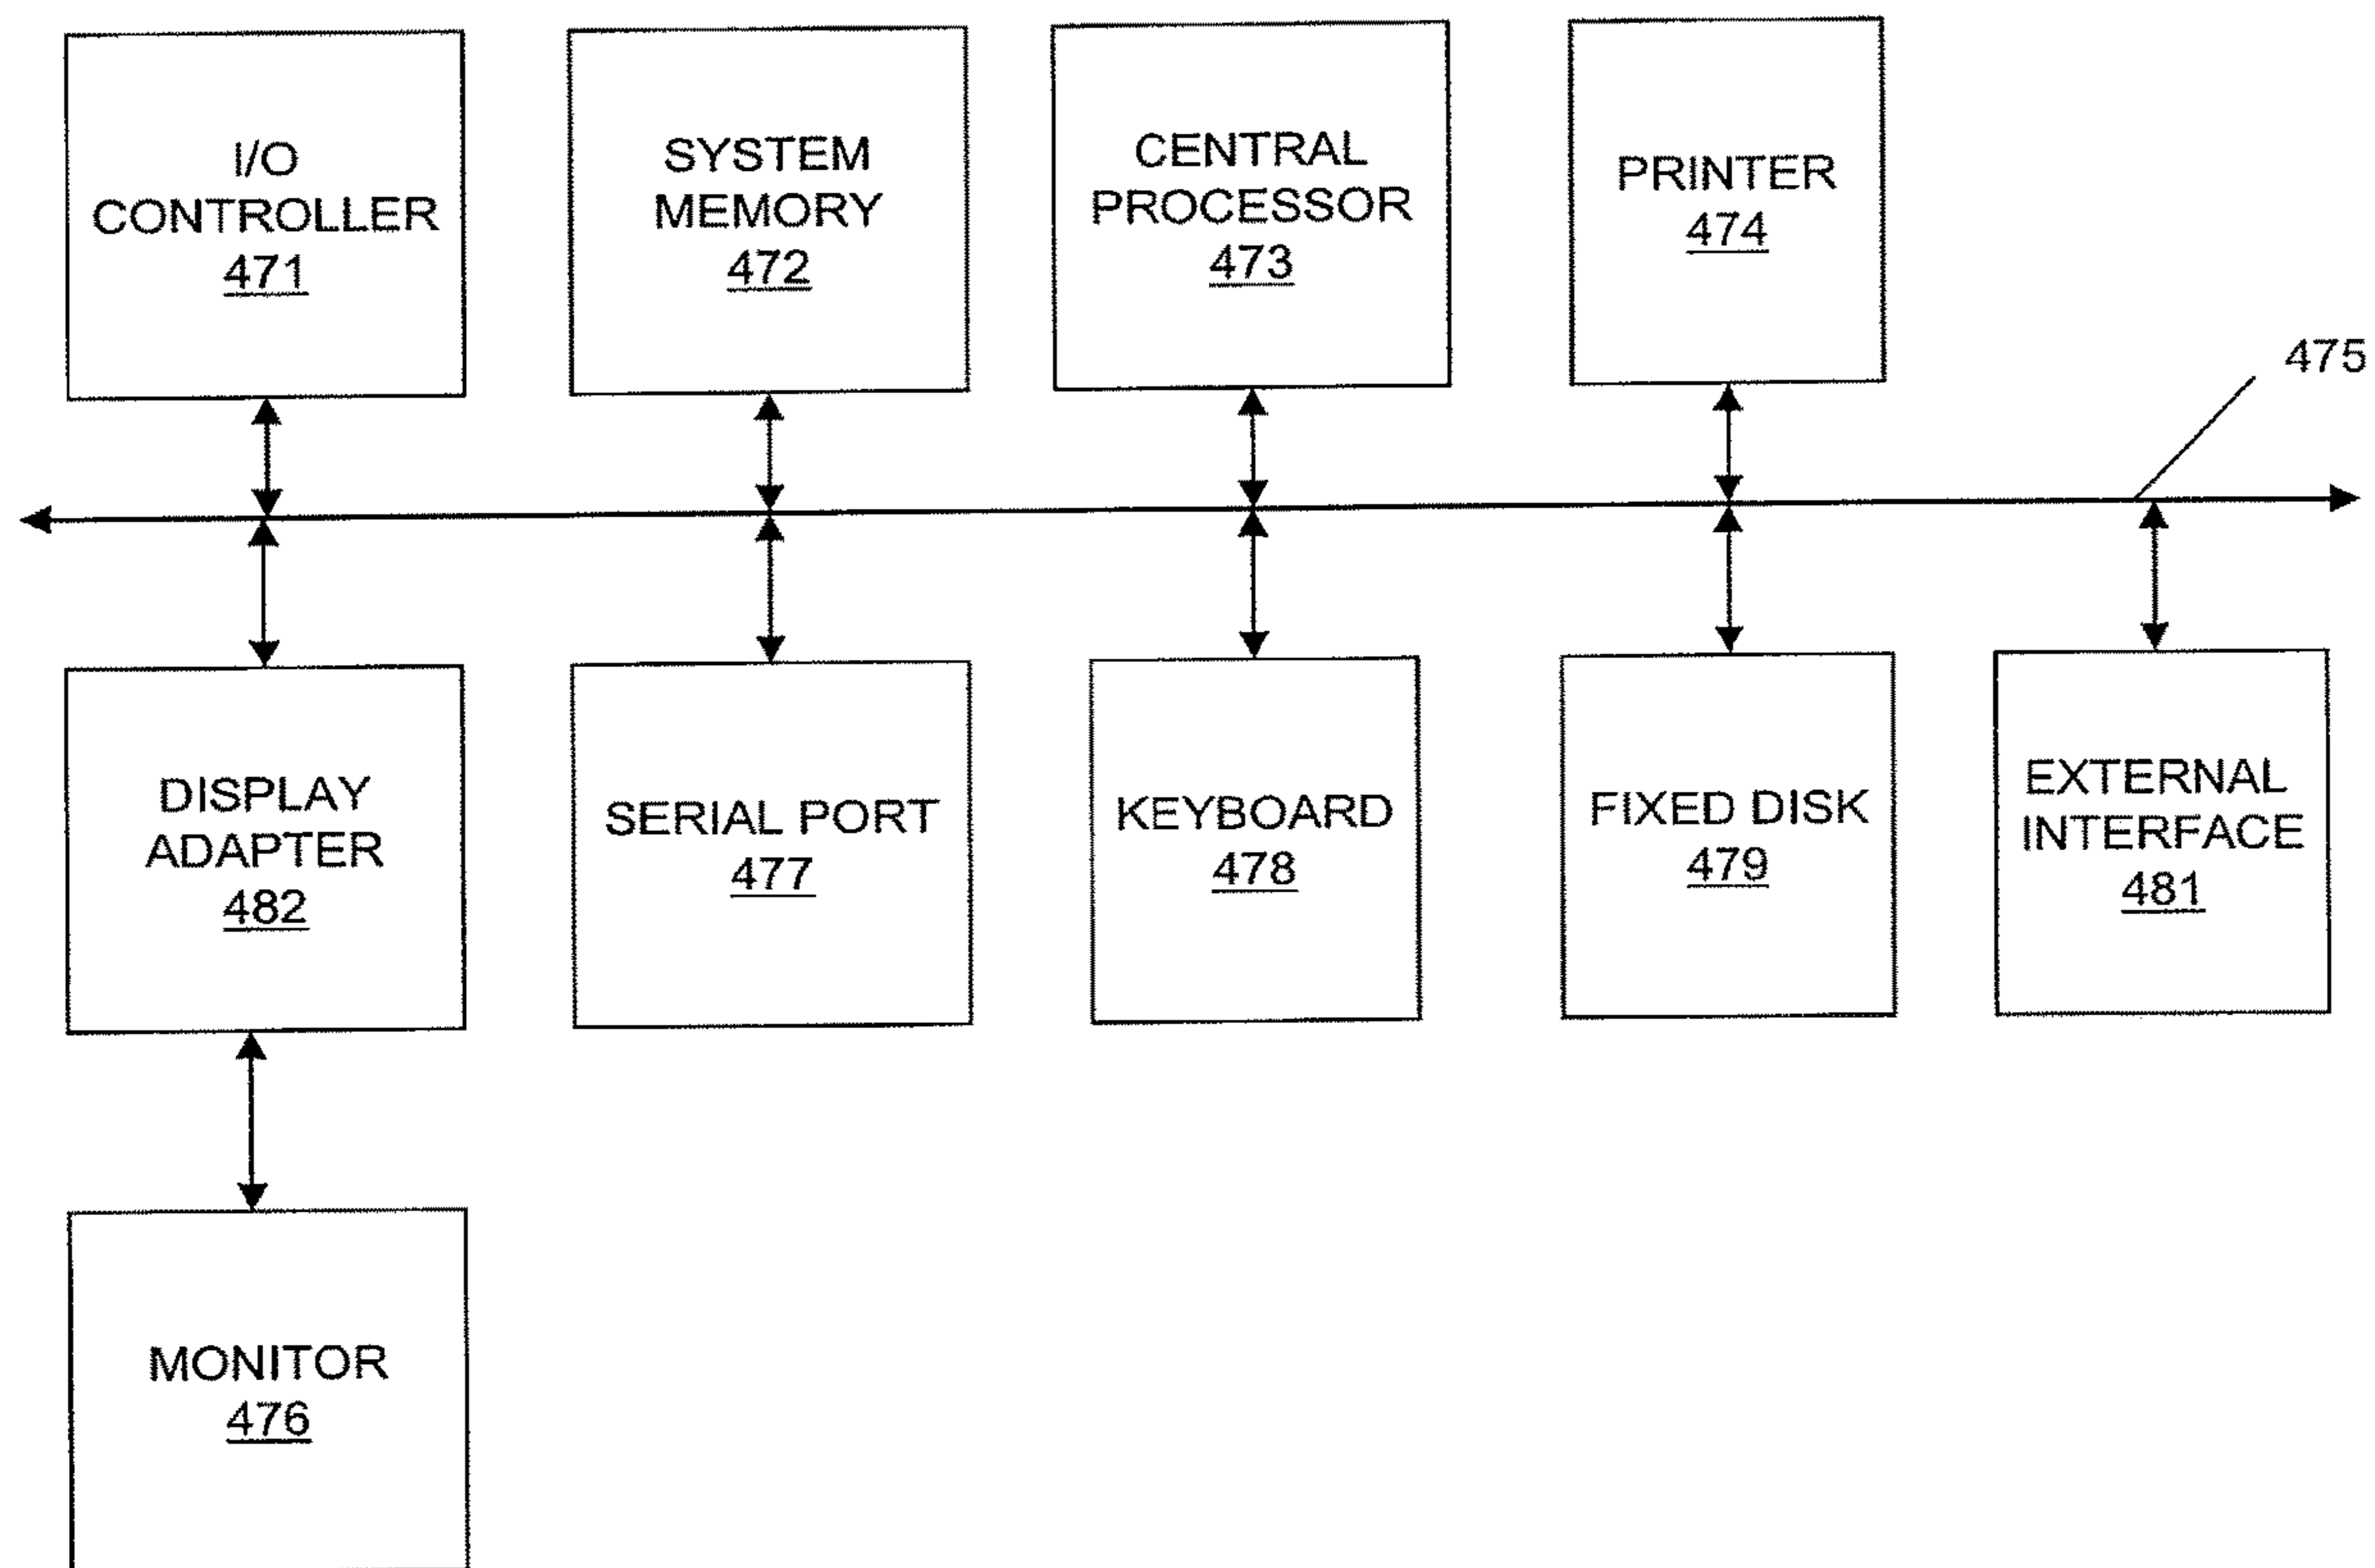 I/O
CONTROLLER
471
SYSTEM
MEMORY
472
CENTRAL
PROCESSOR
473
PRINTER
474
475
DISPLAY
ADAPTER
482
SERIAL PORT
477
KEYBOARD
478
FIXED DISK
479
EXTERNAL
INTERFACE
481
MONITOR
476